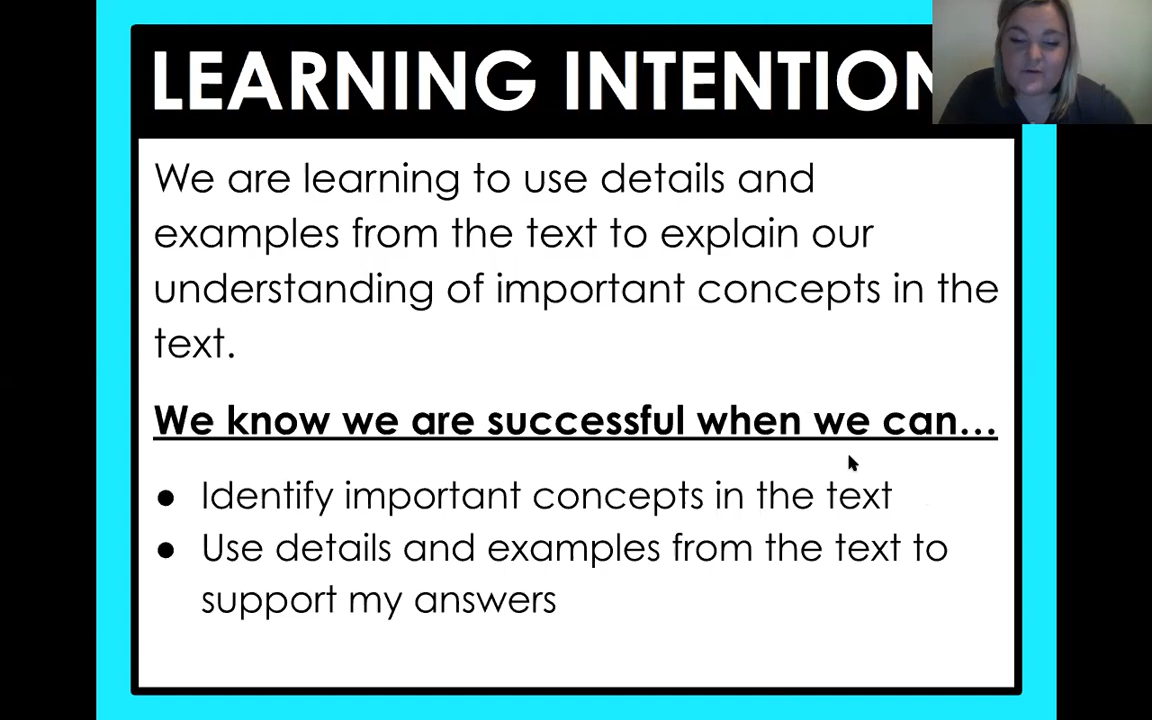 LEARNING INTENTION
We are learning to use details and
examples from the text to explain our
understanding of important concepts in the
text.
We know we are successful when we can...
● Identify important concepts in the text
● Use details and examples from the text to
support my answers